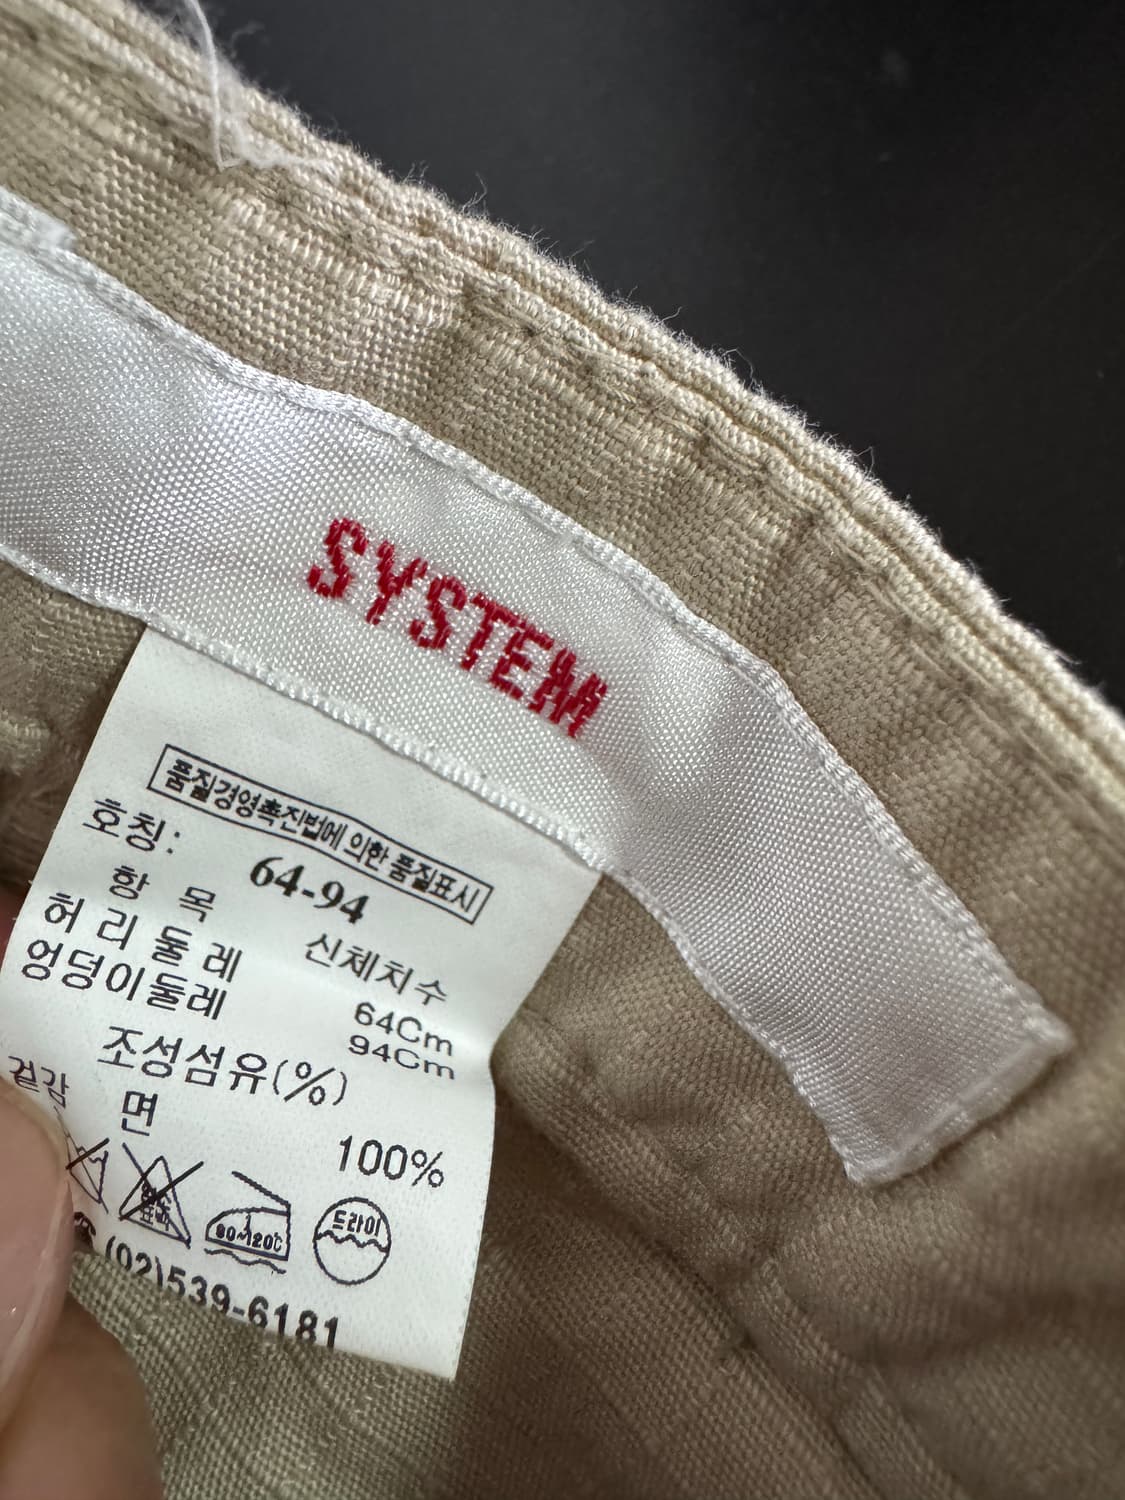 SYSTEM
품질경영촉진법에 의한 품질표시
호칭: 64-94
항 목 신체치수
허리둘레 64Cm
엉덩이둘레 94Cm
조성섬유(%)
겉감 면 100%
80~120℃
드라이
(02)539-6181